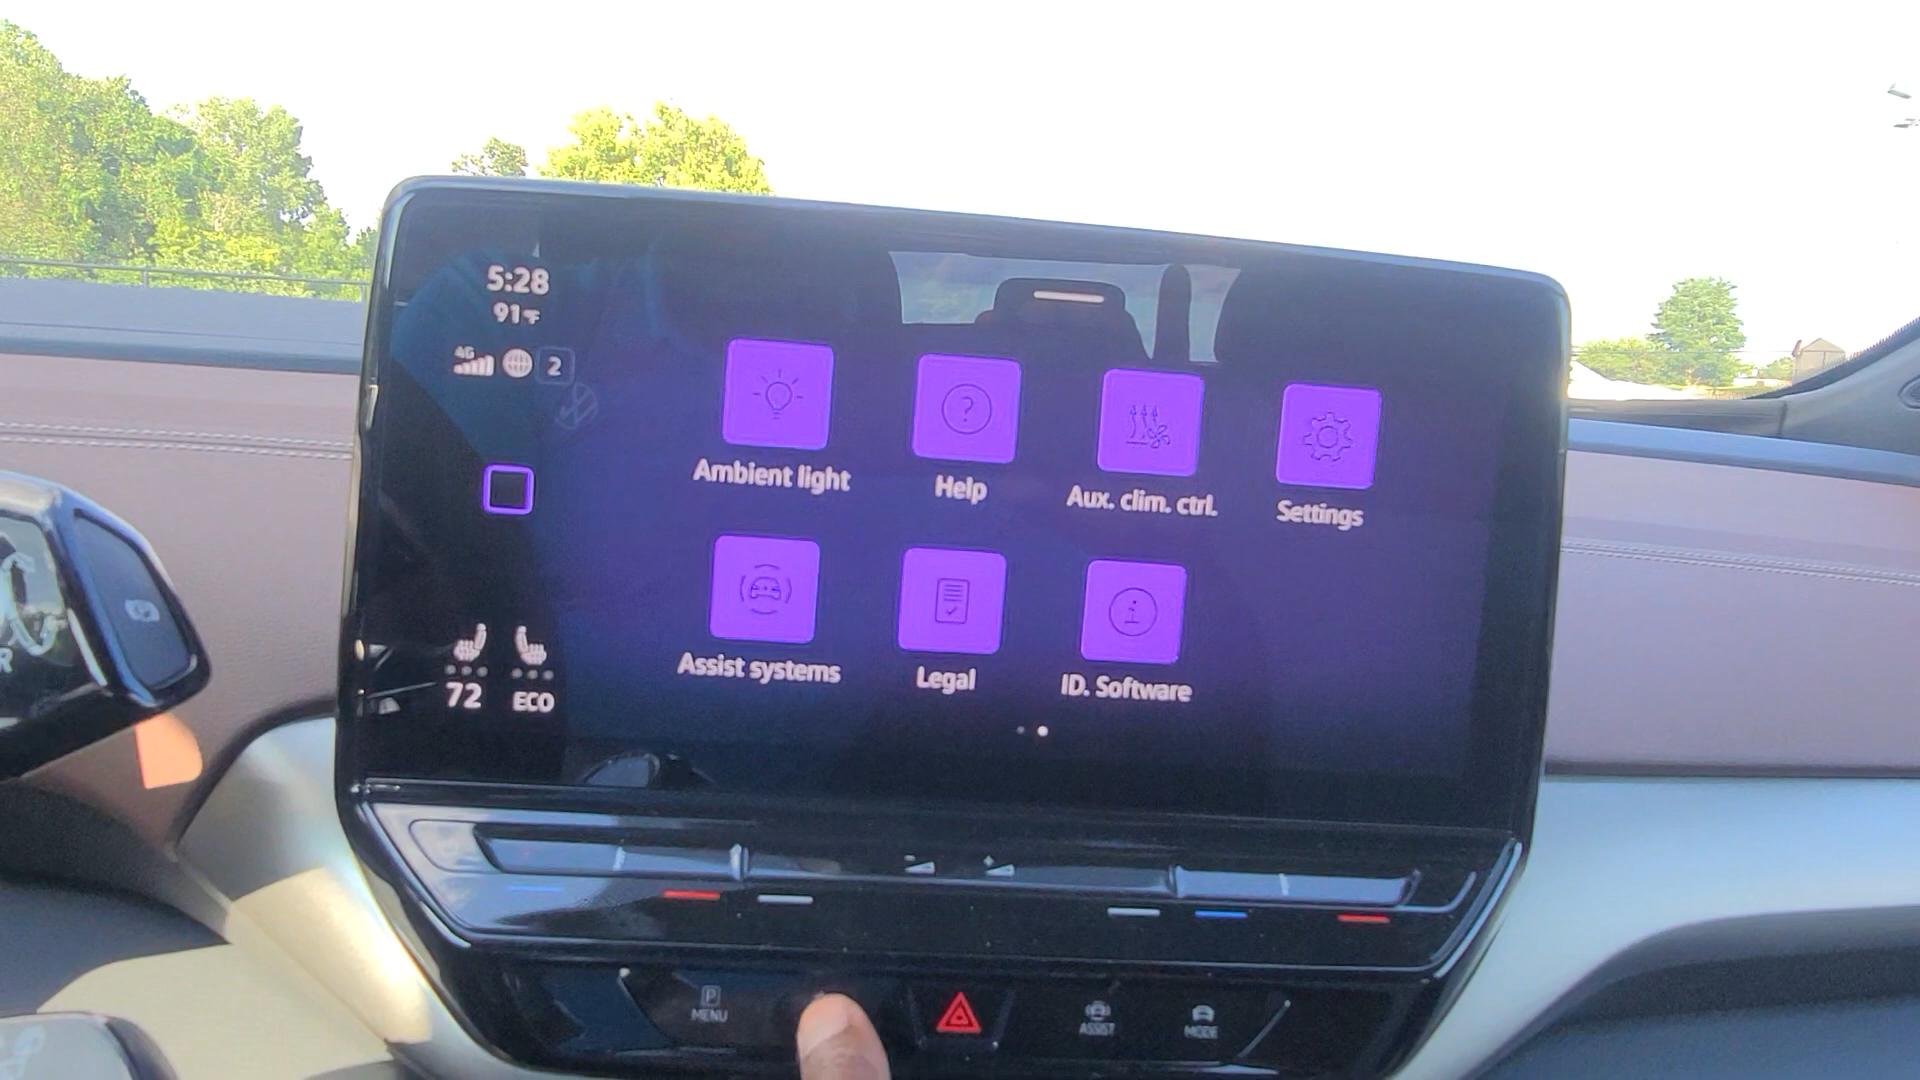 5:28
91°F
4G
2
Ambient light
Help
Aux. clim. ctrl.
Settings
Assist systems
Legal
ID. Software
72
ECO
P
MENU
ASSIST
MODE
R